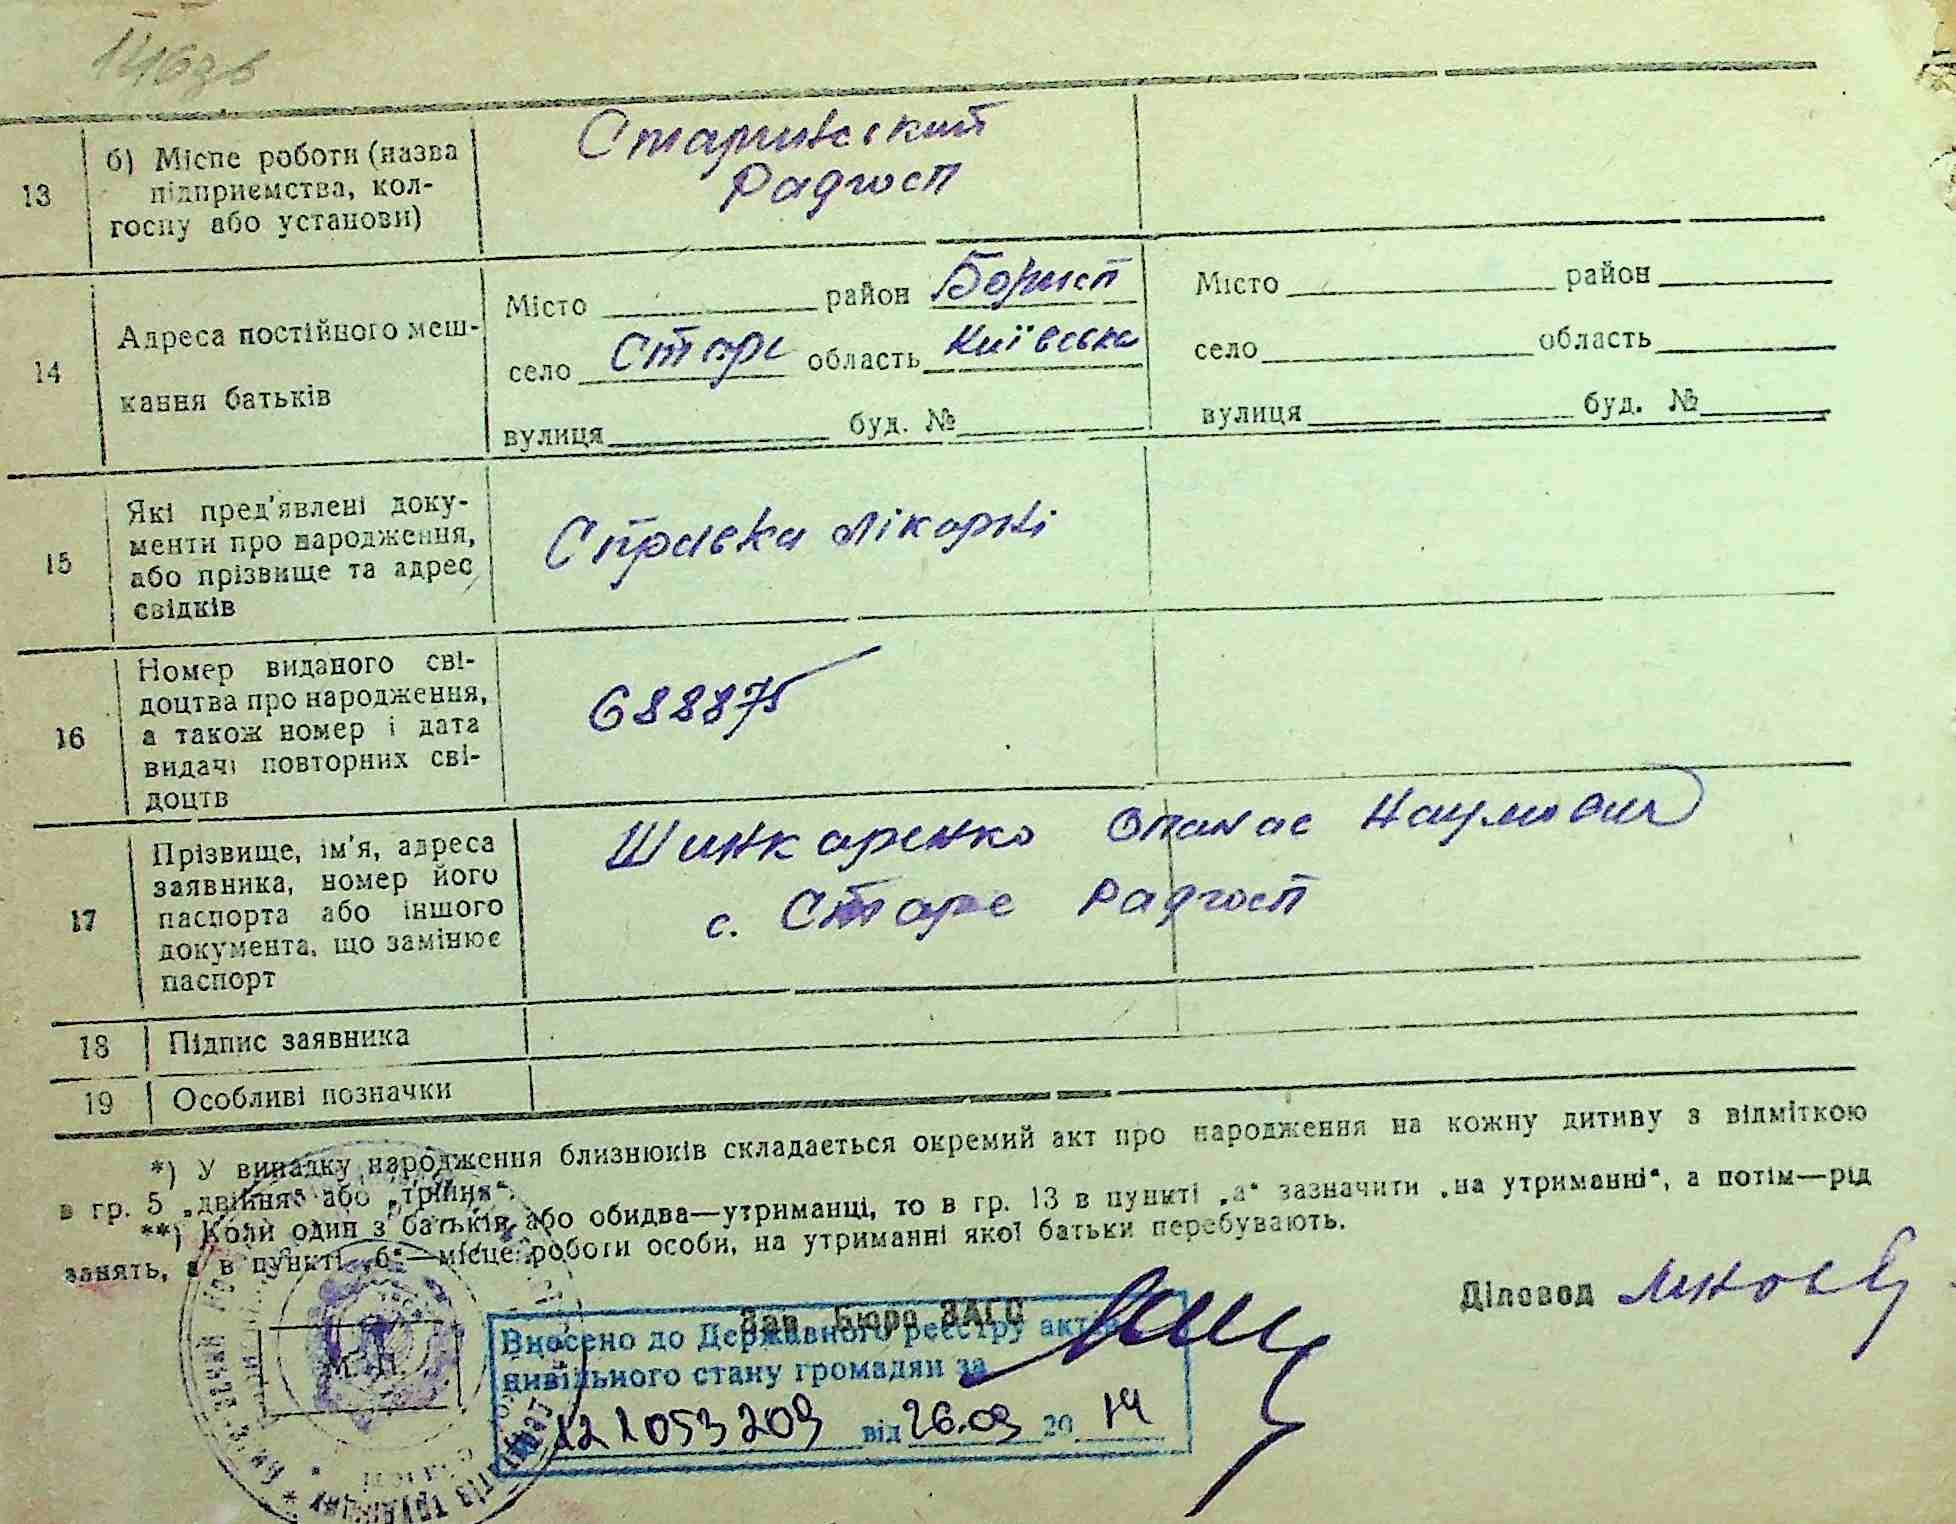 13
б) Місце роботи (назва
підприємства, кол-
госпу або установи)
Старинський
Радгосп
14
Адреса постійного меш-
кання батьків
Місто район Борисп
село Старе область Київська
вулиця буд. №
Місто район
село область
вулиця буд. №
15
Які пред'явлені доку-
менти про народження,
або прізвище та адрес
свідків
Справка лікарні
16
Номер виданого сві-
доцтва про народження,
а також номер і дата
видачі повторних сві-
доцтв
688875
17
Прізвище, ім'я, адреса
заявника, номер його
паспорта або іншого
документа, що замінює
паспорт
Шинкаренко Опанас Наумович
с. Старе Радгосп
18
Підпис заявника
19
Особливі позначки
*) У випадку народження близнюків складається окремий акт про народження на кожну дитину з відміткою
в гр. 5 „двійня“ або „трійня“.
**) Коли один з батьків або обидва—утриманці, то в гр. 13 в пункті „а“ зазначити „на утриманні“, а потім—рід
занять, а в пункті „б“—місце роботи особи, на утриманні якої батьки перебувають.
Зав. Бюро ЗАГС
Діловод
М. П.
Внесено до Державного реєстру актів
цивільного стану громадян за
121053209 від 26.09 2014